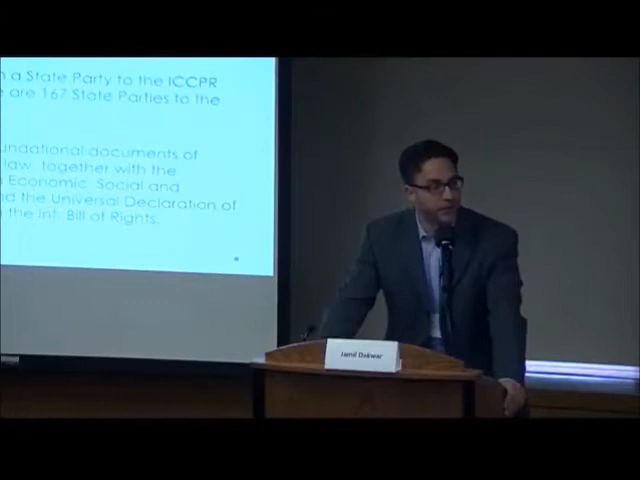 a State Party to the ICCPR
are 167 State Parties to the
undational documents of
law, together with the
Economic, Social and
nd the Universal Declaration of
the Int. Bill of Rights.
Jamil Dakwar